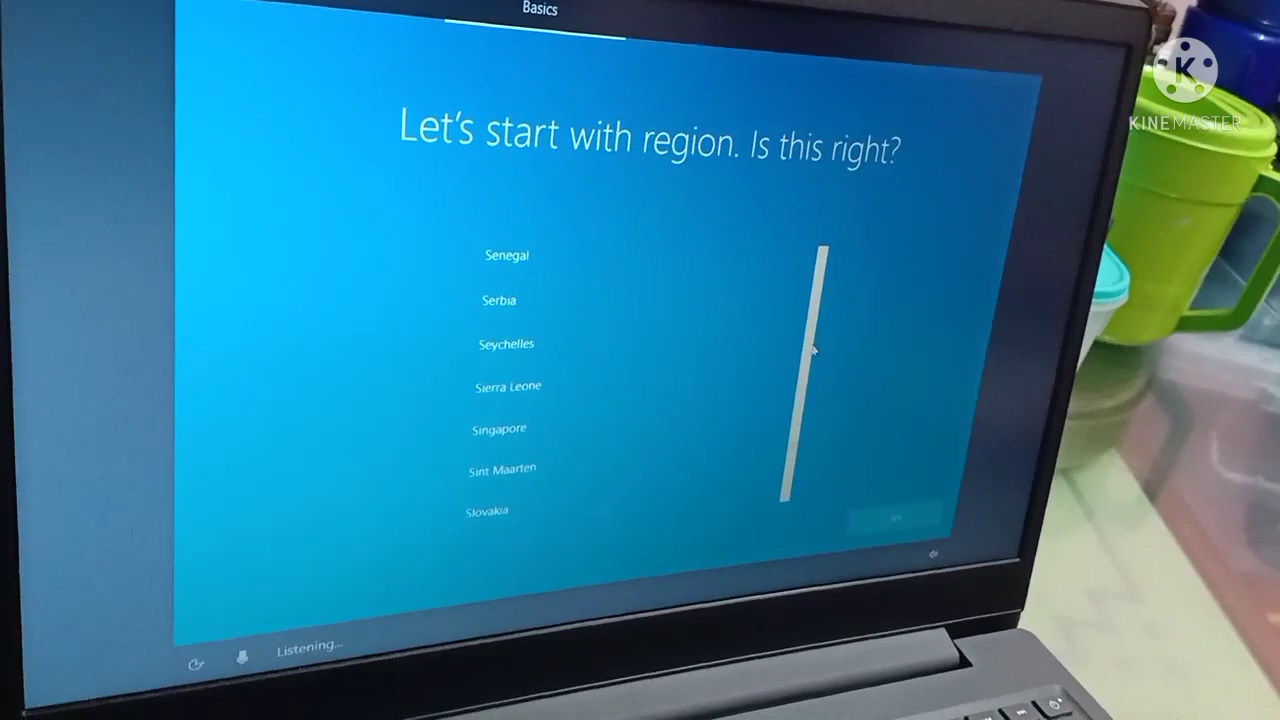 Basics
KINEMASTER
Let's start with region. Is this right?
Senegal
Serbia
Seychelles
Sierra Leone
Singapore
Sint Maarten
Slovakia
Yes
Listening...